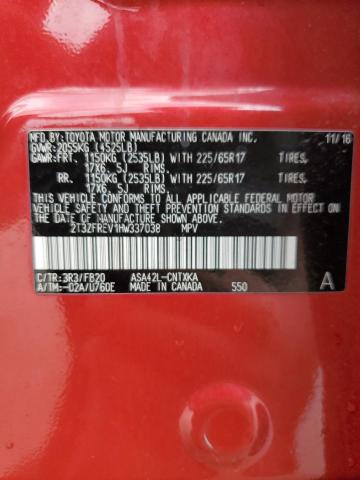 MFD. BY:TOYOTA MOTOR MANUFACTURING CANADA INC. 11/16
GVWR:2055KG (4525LB)
GAWR:FRT. 1150KG (2535LB) WITH 225/65R17 TIRES,
17X6.5J RIMS.
RR. 1150KG (2535LB) WITH 225/65R17 TIRES,
17X6.5J RIMS.
THIS VEHICLE CONFORMS TO ALL APPLICABLE FEDERAL MOTOR
VEHICLE SAFETY STANDARDS IN EFFECT ON THE DATE OF
MANUFACTURE SHOWN ABOVE.
2T3ZFREV1HW337038 MPV
C/TR:3R3/FB20 ASA42L-CNTXKA
A/TM:-02A/U760E MADE IN CANADA 550 A